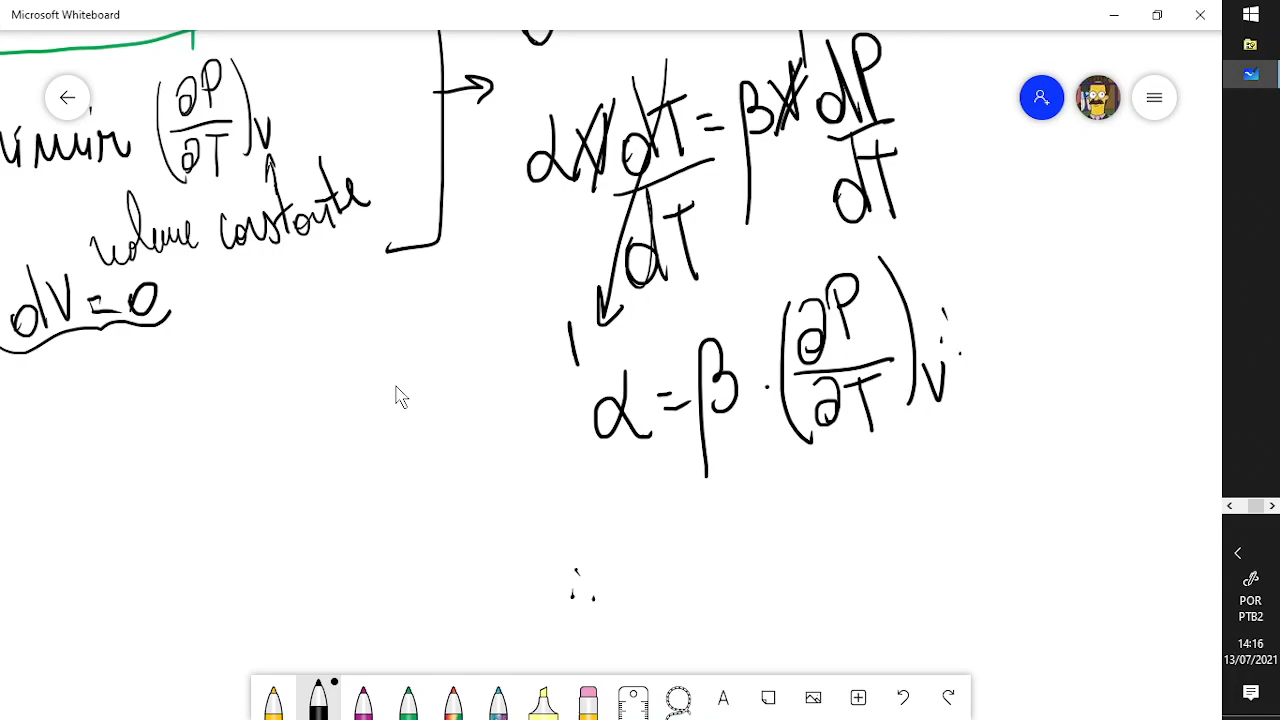 Microsoft Whiteboard
(∂P/∂T)v
volume constante
dV = 0
αV dT/dT = βV dP/dT
1
α = β · (∂P/∂T)v ∴
∴
A
POR
PTB2
14:16
13/07/2021